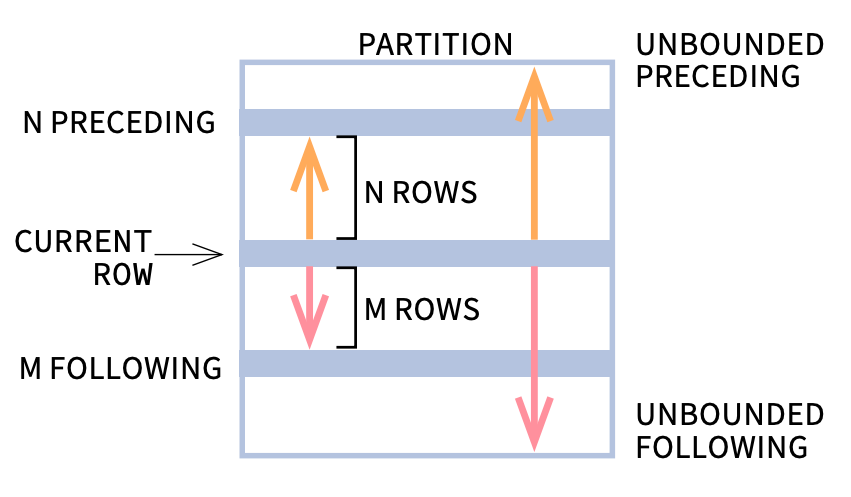 PARTITION
UNBOUNDED
PRECEDING
N PRECEDING
N ROWS
CURRENT
ROW
M ROWS
M FOLLOWING
UNBOUNDED
FOLLOWING